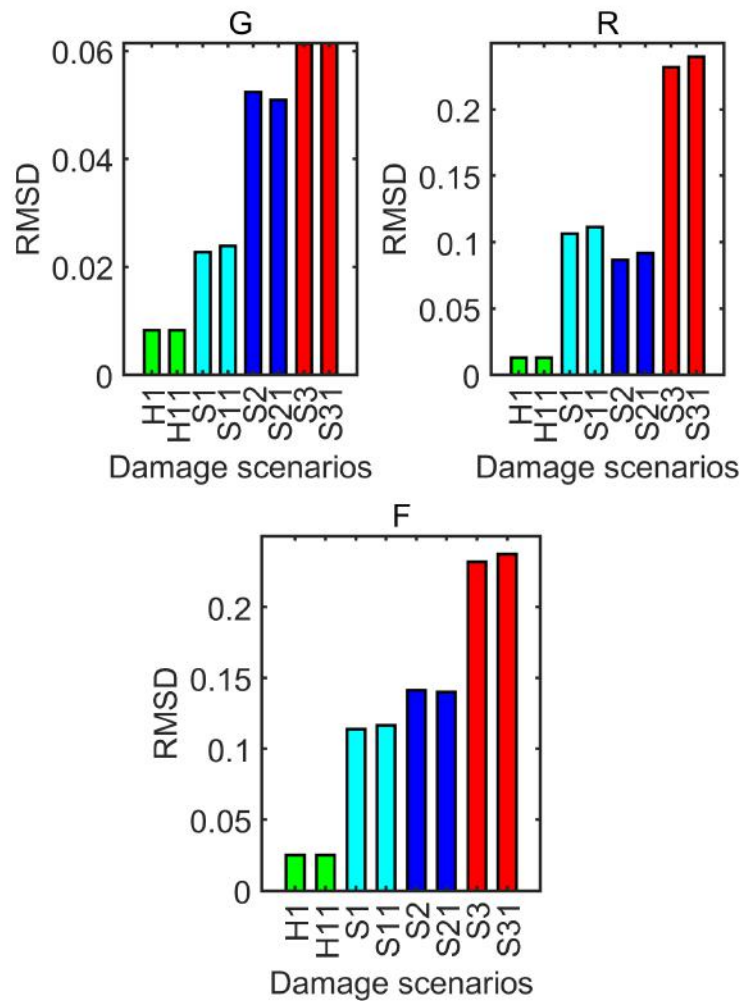 G
RMSD
0.06
0.04
0.02
0
H1
H11
S1
S11
S2
S21
S3
S31
Damage scenarios
R
RMSD
0.2
0.15
0.1
0.05
0
H1
H11
S1
S11
S2
S21
S3
S31
Damage scenarios
F
RMSD
0.2
0.15
0.1
0.05
0
H1
H11
S1
S11
S2
S21
S3
S31
Damage scenarios